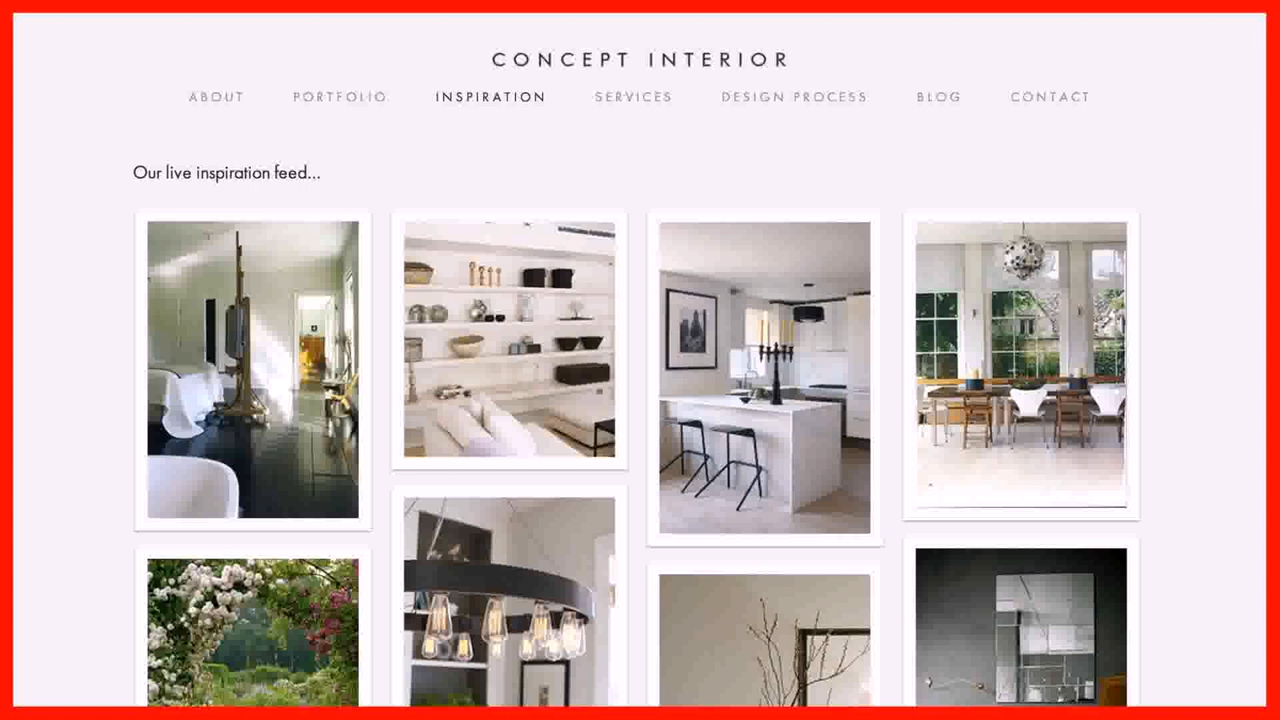 CONCEPT INTERIOR
ABOUT PORTFOLIO INSPIRATION SERVICES DESIGN PROCESS BLOG CONTACT
Our live inspiration feed...